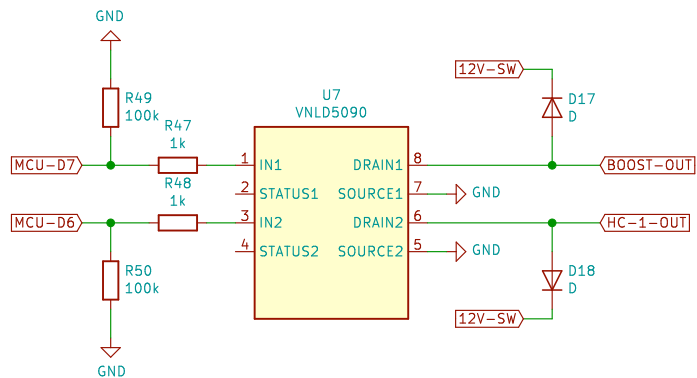 GND
12V-SW
U7
VNLD5090
R49
100k
D17
D
R47
1k
MCU-D7
1
IN1
DRAIN1
8
BOOST-OUT
R48
1k
2
STATUS1
SOURCE1
7
GND
MCU-D6
3
IN2
DRAIN2
6
HC-1-OUT
4
STATUS2
SOURCE2
5
GND
R50
100k
D18
D
12V-SW
GND